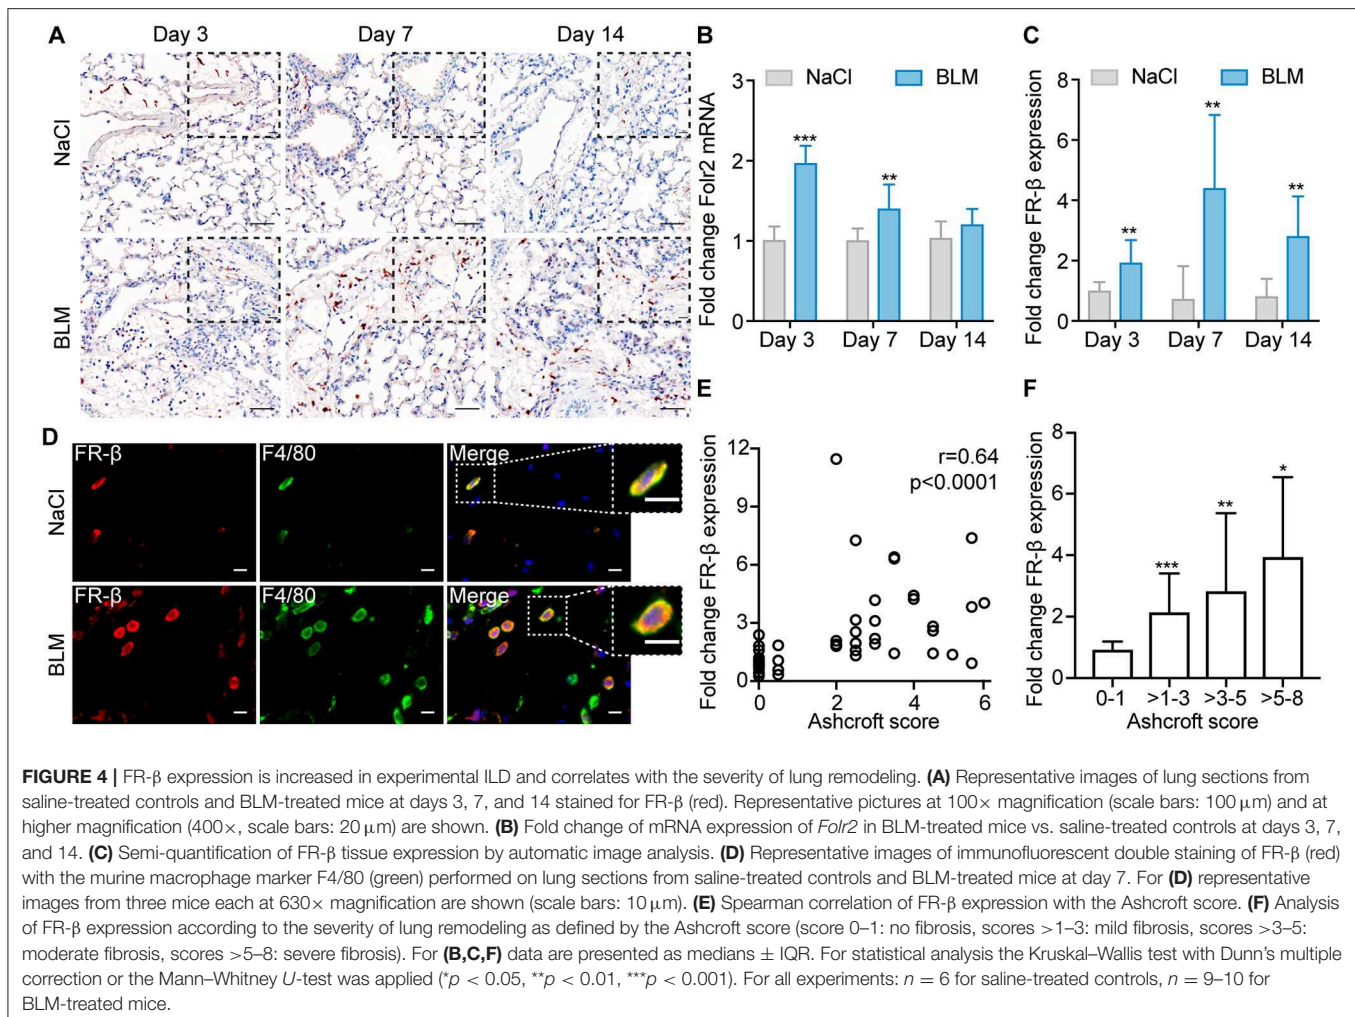 A
Day 3
Day 7
Day 14
NaCl
BLM
B
NaCl
BLM
Fold change Folr2 mRNA
3
2
1
0
***
**
Day 3
Day 7
Day 14
C
NaCl
BLM
Fold change FR-β expression
8
6
4
2
0
**
**
**
Day 3
Day 7
Day 14
D
FR-β
F4/80
Merge
NaCl
FR-β
F4/80
Merge
BLM
E
Fold change FR-β expression
12
9
6
3
0
r=0.64
p<0.0001
0
2
4
6
Ashcroft score
F
Fold change FR-β expression
8
6
4
2
0
***
**
*
0-1
>1-3
>3-5
>5-8
Ashcroft score
FIGURE 4 | FR-β expression is increased in experimental ILD and correlates with the severity of lung remodeling. (A) Representative images of lung sections from
saline-treated controls and BLM-treated mice at days 3, 7, and 14 stained for FR-β (red). Representative pictures at 100× magnification (scale bars: 100 μm) and at
higher magnification (400×, scale bars: 20 μm) are shown. (B) Fold change of mRNA expression of Folr2 in BLM-treated mice vs. saline-treated controls at days 3, 7,
and 14. (C) Semi-quantification of FR-β tissue expression by automatic image analysis. (D) Representative images of immunofluorescent double staining of FR-β (red)
with the murine macrophage marker F4/80 (green) performed on lung sections from saline-treated controls and BLM-treated mice at day 7. For (D) representative
images from three mice each at 630× magnification are shown (scale bars: 10 μm). (E) Spearman correlation of FR-β expression with the Ashcroft score. (F) Analysis
of FR-β expression according to the severity of lung remodeling as defined by the Ashcroft score (score 0–1: no fibrosis, scores >1–3: mild fibrosis, scores >3–5:
moderate fibrosis, scores >5–8: severe fibrosis). For (B,C,F) data are presented as medians ± IQR. For statistical analysis the Kruskal–Wallis test with Dunn's multiple
correction or the Mann–Whitney U-test was applied (*p < 0.05, **p < 0.01, ***p < 0.001). For all experiments: n = 6 for saline-treated controls, n = 9–10 for
BLM-treated mice.